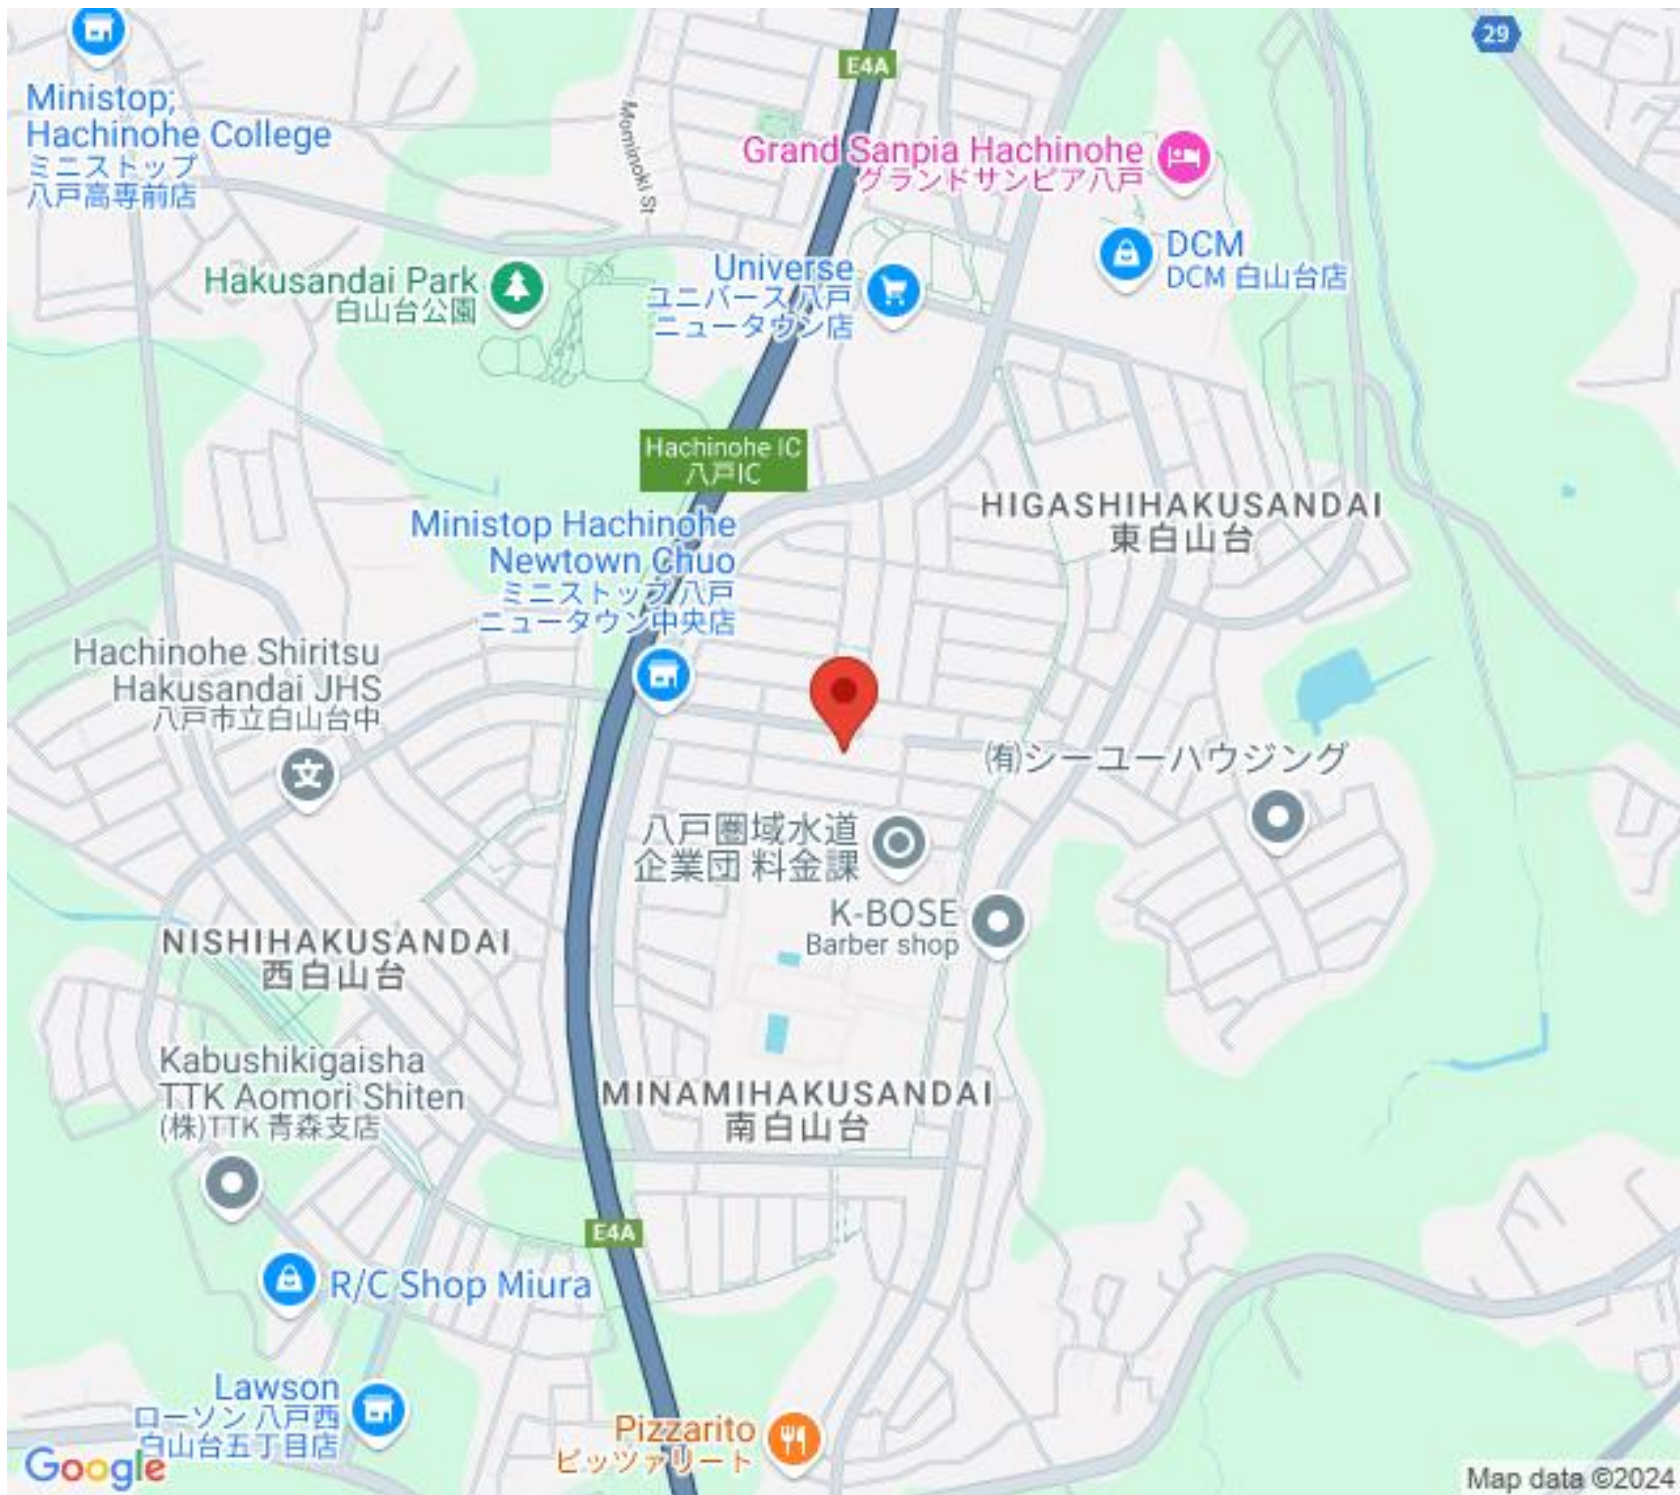 E4A
29
Ministop;
Hachinohe College
ミニストップ
八戸高専前店
Mominoki St
Grand Sanpia Hachinohe
グランドサンピア八戸
DCM
DCM 白山台店
Hakusandai Park
白山台公園
Universe
ユニバース 八戸
ニュータウン店
Hachinohe IC
八戸IC
HIGASHIHAKUSANDAI
東白山台
Ministop Hachinohe
Newtown Chuo
ミニストップ 八戸
ニュータウン中央店
Hachinohe Shiritsu
Hakusandai JHS
八戸市立白山台中
㈲シーユーハウジング
八戸圏域水道
企業団 料金課
K-BOSE
Barber shop
NISHIHAKUSANDAI
西白山台
Kabushikigaisha
TTK Aomori Shiten
(株)TTK 青森支店
MINAMIHAKUSANDAI
南白山台
E4A
R/C Shop Miura
Lawson
ローソン 八戸西
白山台五丁目店
Pizzarito
ピッツァリート
Google
Map data ©2024